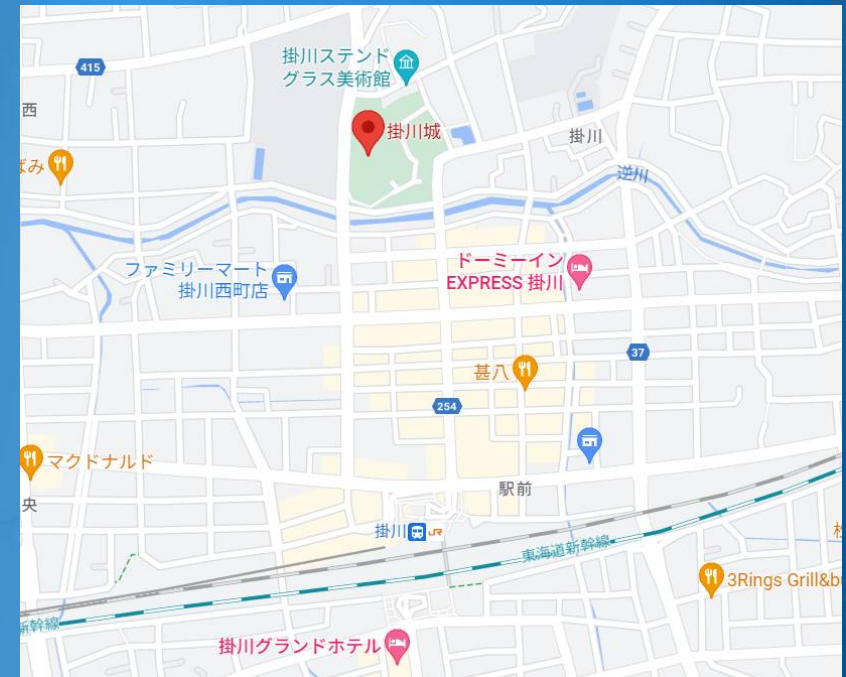 415
掛川ステンド
グラス美術館
西
掛川城
掛川
ばみ
逆川
ファミリーマート
掛川西町店
ドーミーイン
EXPRESS 掛川
37
甚八
254
マクドナルド
駅前
央
掛川
JR
東海道新幹線
3Rings Grill&b
新幹線
掛川グランドホテル